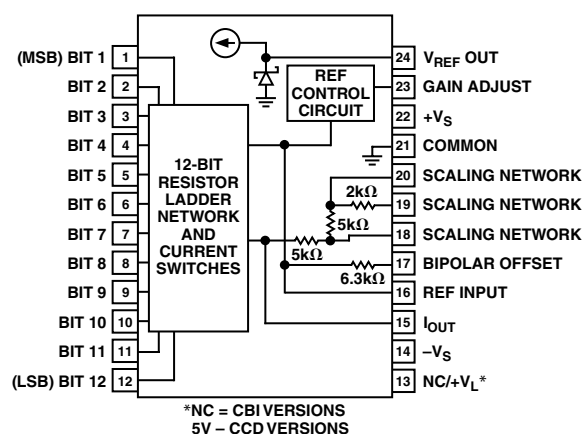 (MSB) BIT 1 1
BIT 2 2
BIT 3 3
BIT 4 4
BIT 5 5
BIT 6 6
BIT 7 7
BIT 8 8
BIT 9 9
BIT 10 10
BIT 11 11
(LSB) BIT 12 12
12-BIT
RESISTOR
LADDER
NETWORK
AND
CURRENT
SWITCHES
REF
CONTROL
CIRCUIT
2kΩ
5kΩ
5kΩ
6.3kΩ
24 VREF OUT
23 GAIN ADJUST
22 +VS
21 COMMON
20 SCALING NETWORK
19 SCALING NETWORK
18 SCALING NETWORK
17 BIPOLAR OFFSET
16 REF INPUT
15 IOUT
14 –VS
13 NC/+VL*
*NC = CBI VERSIONS
5V – CCD VERSIONS